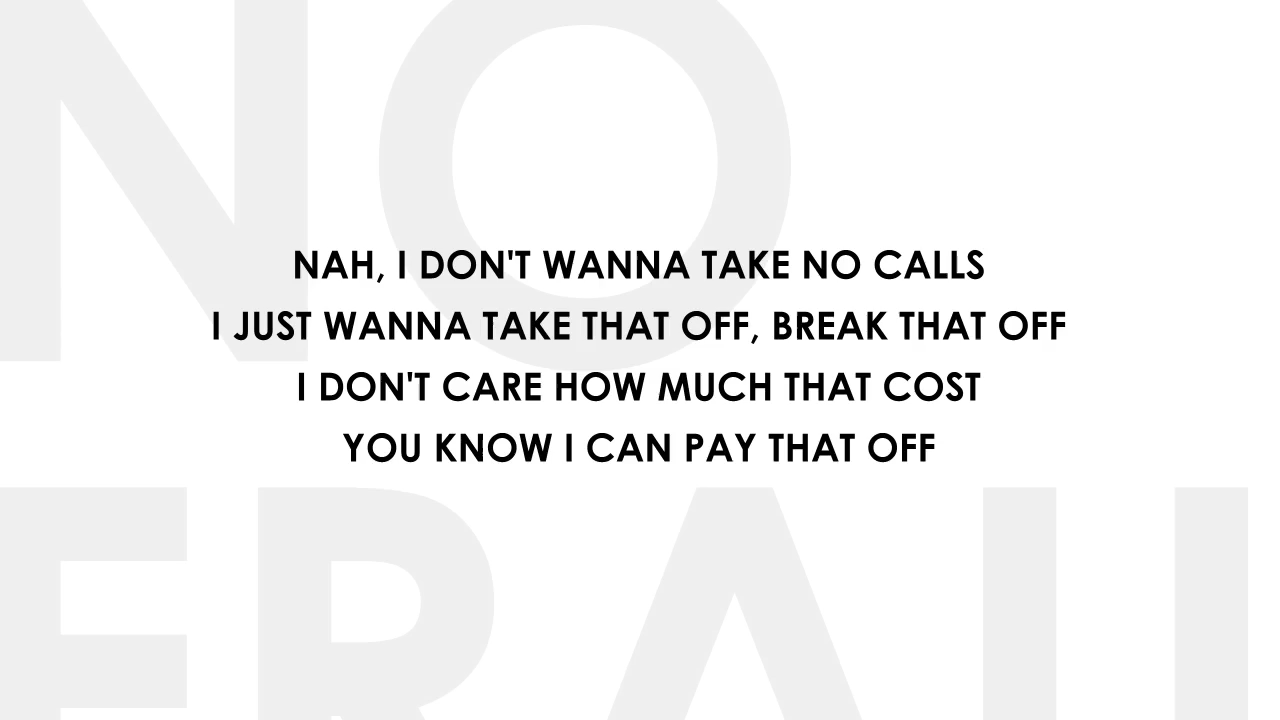 NO
NAH, I DON'T WANNA TAKE NO CALLS
I JUST WANNA TAKE THAT OFF, BREAK THAT OFF
I DON'T CARE HOW MUCH THAT COST
YOU KNOW I CAN PAY THAT OFF